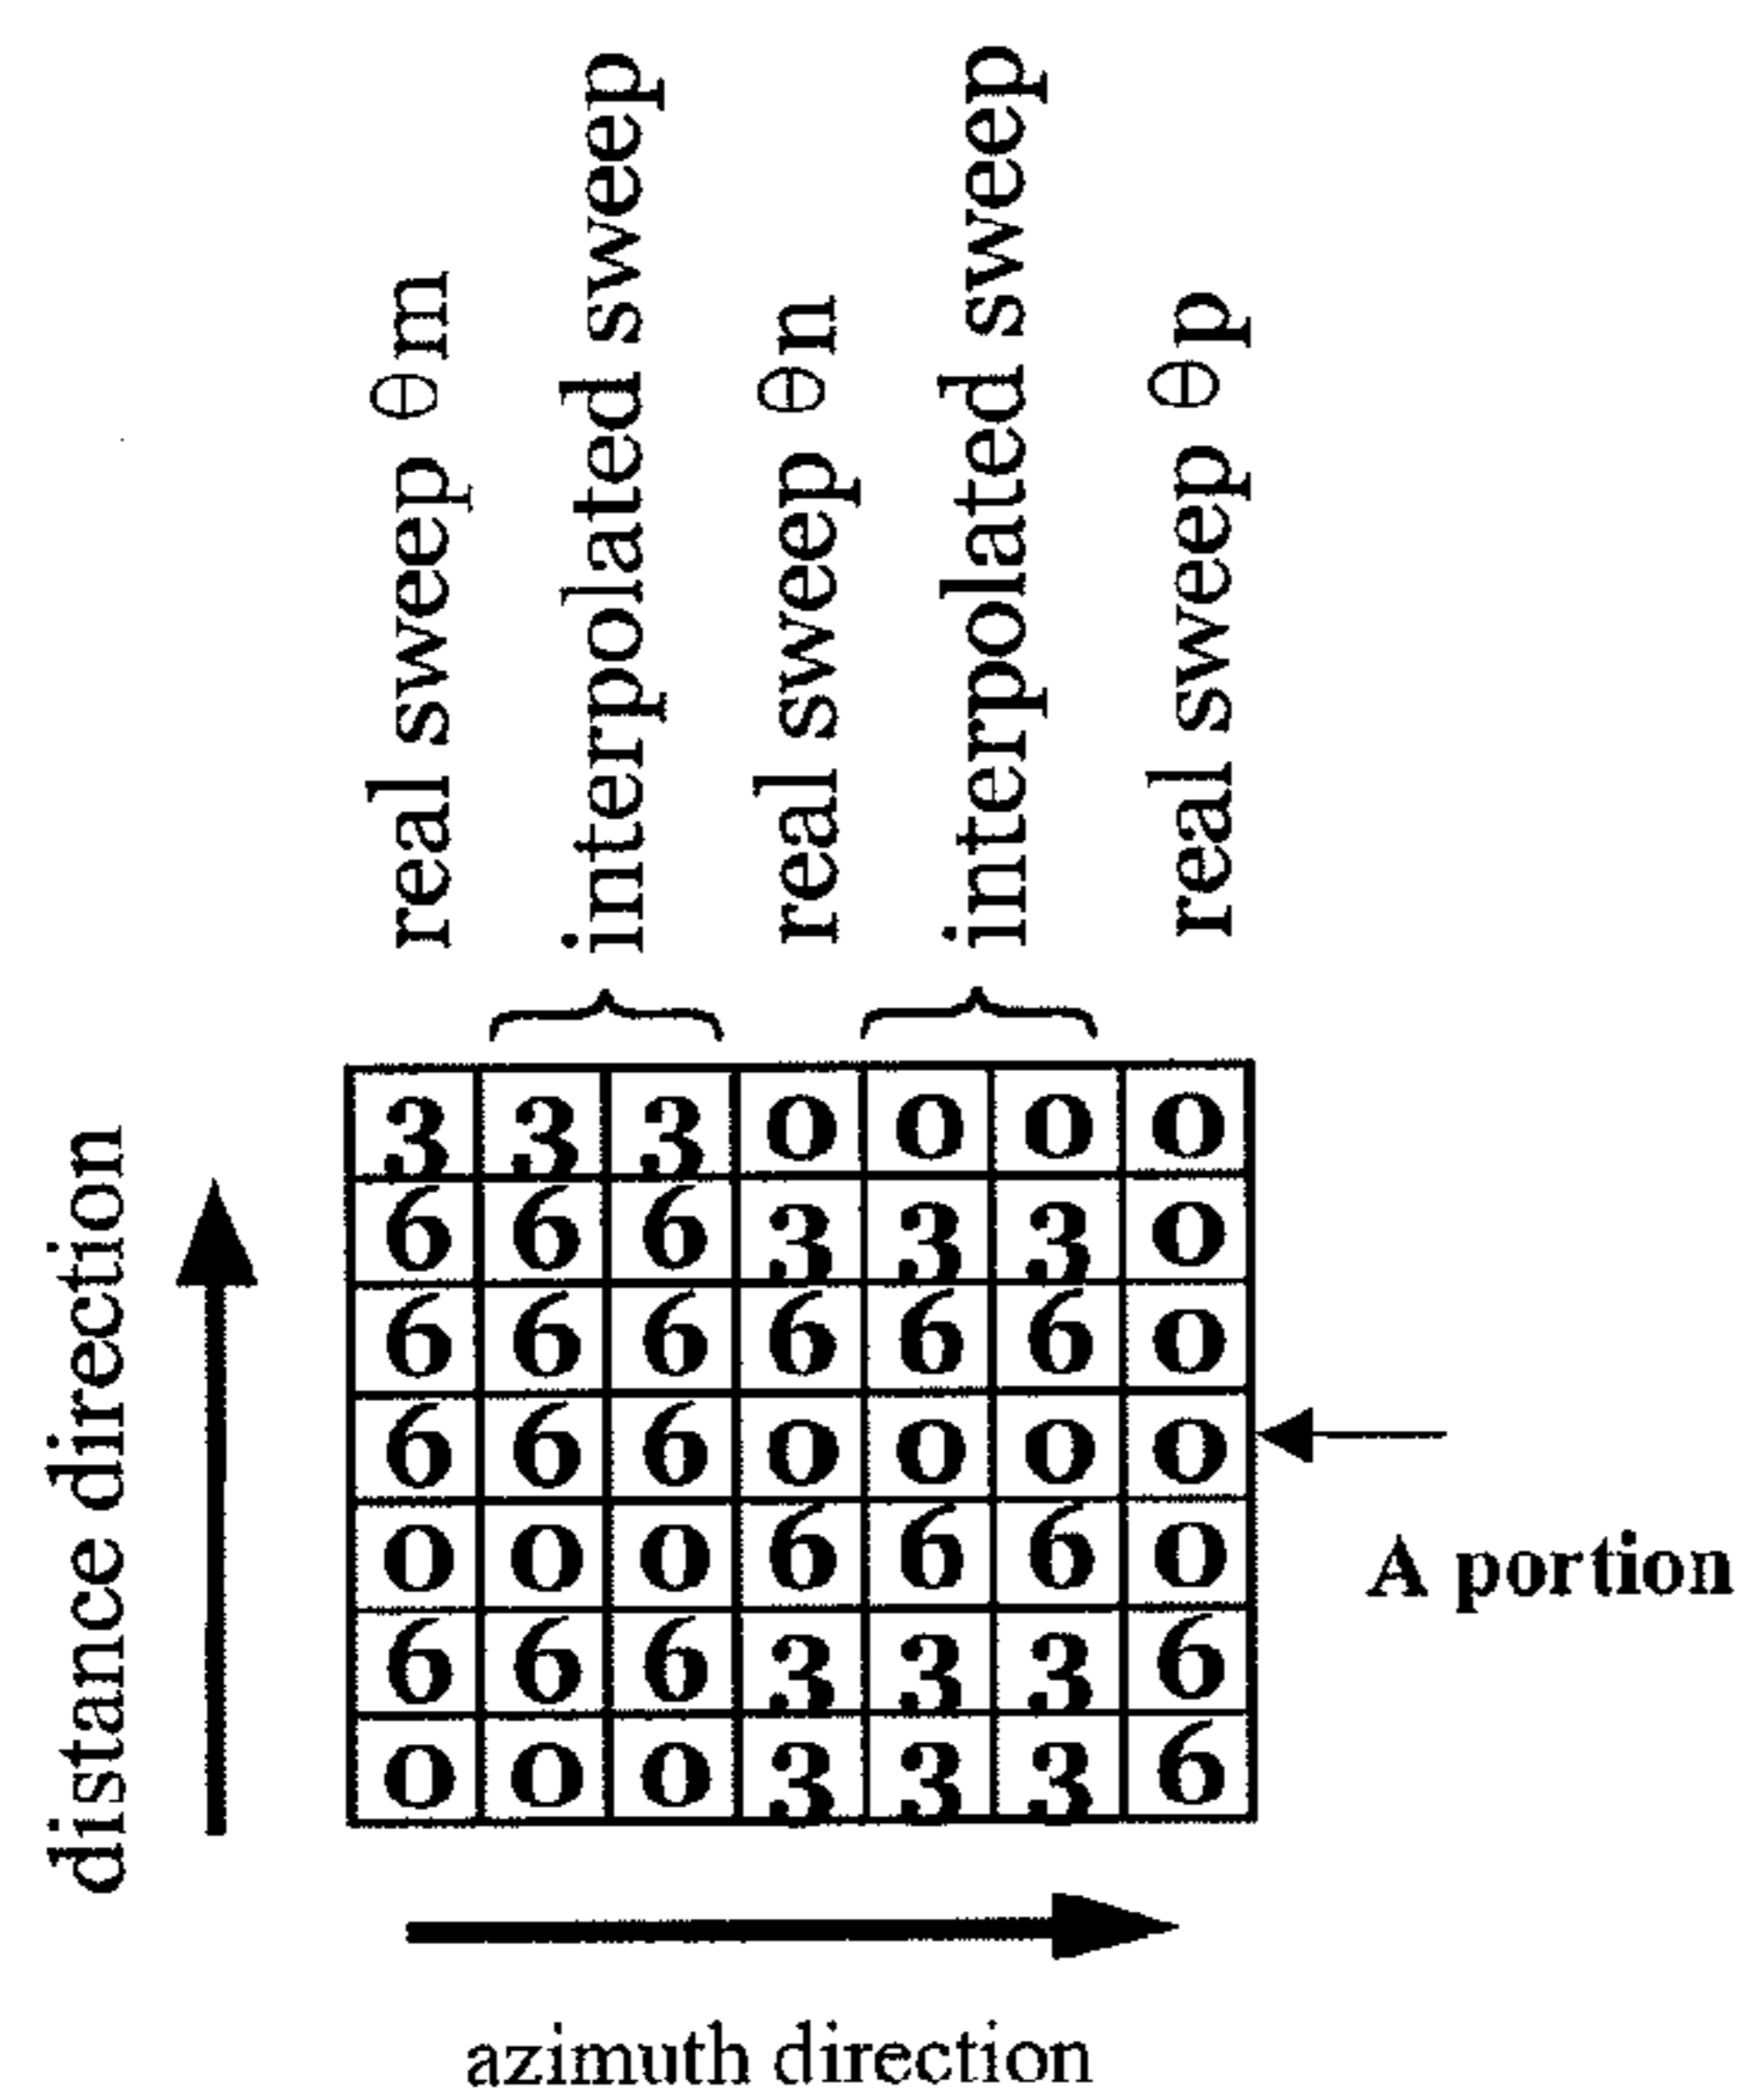 real sweep θm
interpolated sweep
real sweep θn
interpolated sweep
real sweep θp
distance direction
3 3 3 0 0 0 0
6 6 6 3 3 3 0
6 6 6 6 6 6 0
6 6 6 0 0 0 0
0 0 0 6 6 6 0
6 6 6 3 3 3 6
0 0 0 3 3 3 6
A portion
azimuth direction